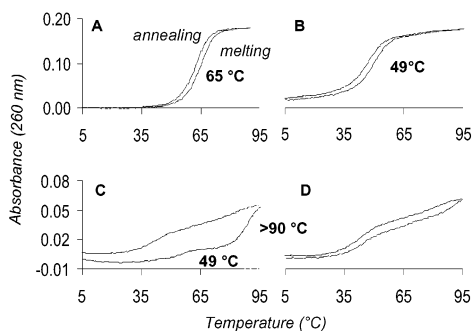 A
annealing
melting
65 °C
B
49°C
0.20
0.10
0.00
5 35 65 95
5 35 65 95
Absorbance (260 nm)
C
49 °C
>90 °C
D
0.08
0.05
0.02
-0.01
5 35 65 95
5 35 65 95
Temperature (°C)